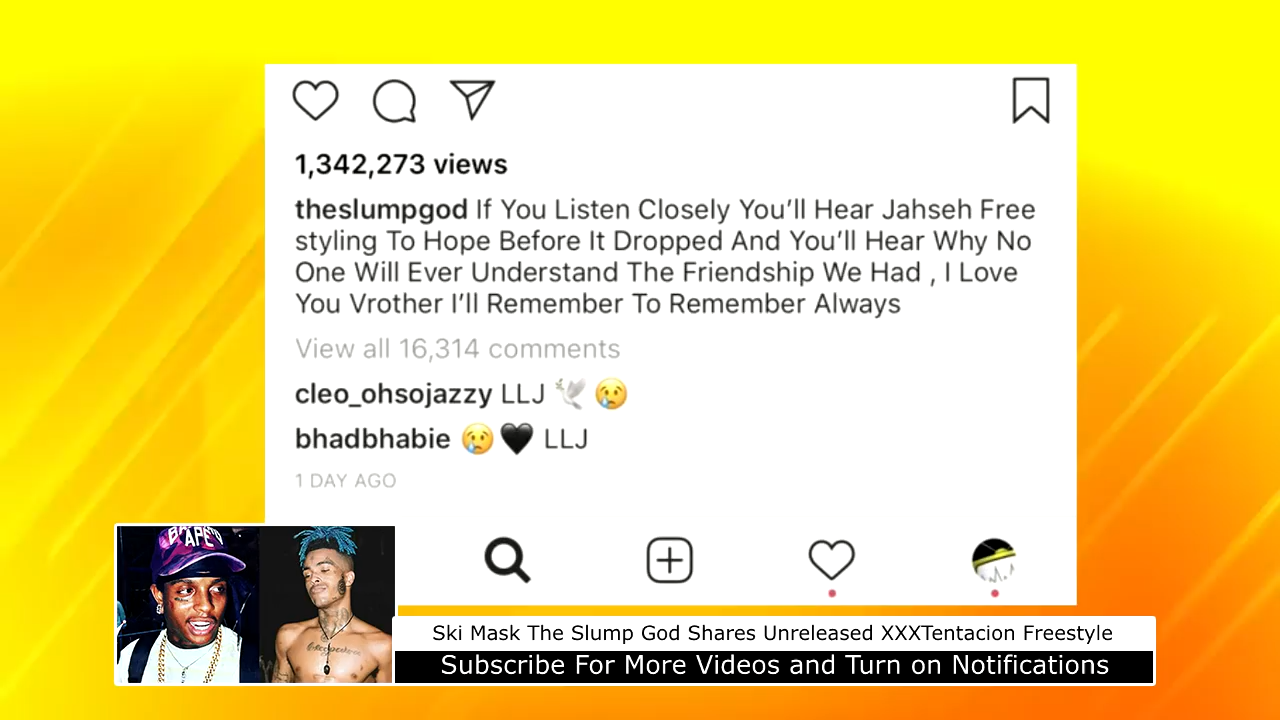 1,342,273 views
theslumpgod If You Listen Closely You’ll Hear Jahseh Free
styling To Hope Before It Dropped And You’ll Hear Why No
One Will Ever Understand The Friendship We Had , I Love
You Vrother I’ll Remember To Remember Always
View all 16,314 comments
cleo_ohsojazzy LLJ 🕊️ 😢
bhadbhabie 😢🖤 LLJ
1 DAY AGO
Ski Mask The Slump God Shares Unreleased XXXTentacion Freestyle
Subscribe For More Videos and Turn on Notifications